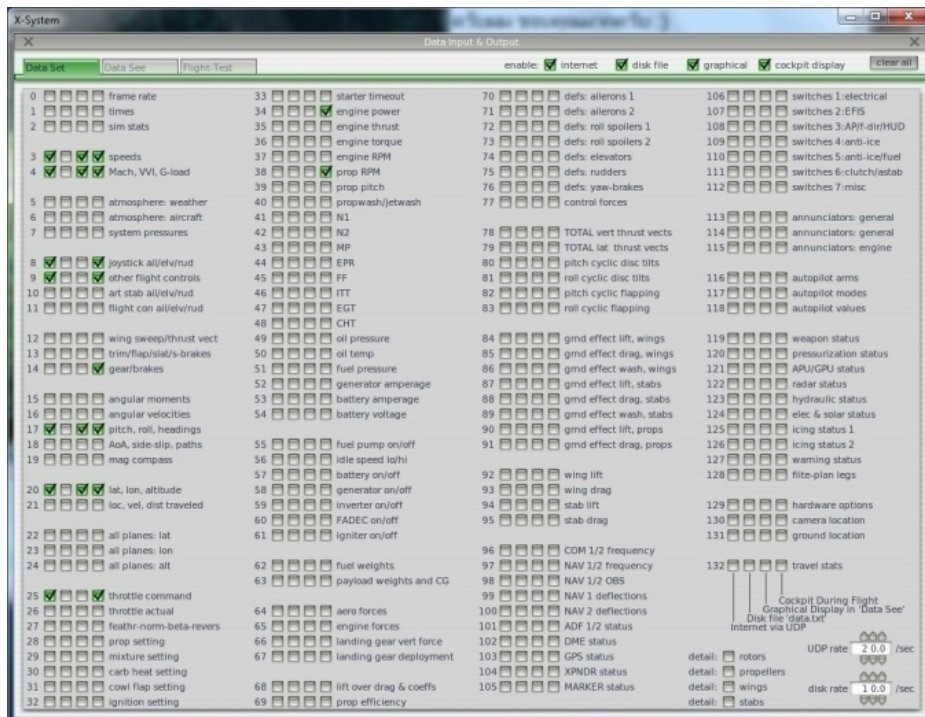 X-System
Data Input & Output
Data Set
Data See
Flight-Test
enable: internet disk file graphical cockpit display clear all
0 frame rate
1 times
2 sim stats
3 speeds
4 Mach, VVI, G-load
5 atmosphere: weather
6 atmosphere: aircraft
7 system pressures
8 joystick ail/elv/rud
9 other flight controls
10 art stab ail/elv/rud
11 flight con ail/elv/rud
12 wing sweep/thrust vect
13 trim/flap/slat/s-brakes
14 gear/brakes
15 angular moments
16 angular velocities
17 pitch, roll, headings
18 AoA, side-slip, paths
19 mag compass
20 lat, lon, altitude
21 loc, vel, dist traveled
22 all planes: lat
23 all planes: lon
24 all planes: alt
25 throttle command
26 throttle actual
27 feathr-norm-beta-revers
28 prop setting
29 mixture setting
30 carb heat setting
31 cowl flap setting
32 ignition setting
33 starter timeout
34 engine power
35 engine thrust
36 engine torque
37 engine RPM
38 prop RPM
39 prop pitch
40 propwash/jetwash
41 N1
42 N2
43 MP
44 EPR
45 FF
46 ITT
47 EGT
48 CHT
49 oil pressure
50 oil temp
51 fuel pressure
52 generator amperage
53 battery amperage
54 battery voltage
55 fuel pump on/off
56 idle speed lo/hi
57 battery on/off
58 generator on/off
59 inverter on/off
60 FADEC on/off
61 igniter on/off
62 fuel weights
63 payload weights and CG
64 aero forces
65 engine forces
66 landing gear vert force
67 landing gear deployment
68 lift over drag & coeffs
69 prop efficiency
70 defs: ailerons 1
71 defs: ailerons 2
72 defs: roll spoilers 1
73 defs: roll spoilers 2
74 defs: elevators
75 defs: rudders
76 defs: yaw-brakes
77 control forces
78 TOTAL vert thrust vects
79 TOTAL lat thrust vects
80 pitch cyclic disc tilts
81 roll cyclic disc tilts
82 pitch cyclic flapping
83 roll cyclic flapping
84 grnd effect lift, wings
85 grnd effect drag, wings
86 grnd effect wash, wings
87 grnd effect lift, stabs
88 grnd effect drag, stabs
89 grnd effect wash, stabs
90 grnd effect lift, props
91 grnd effect drag, props
92 wing lift
93 wing drag
94 stab lift
95 stab drag
96 COM 1/2 frequency
97 NAV 1/2 frequency
98 NAV 1/2 OBS
99 NAV 1 deflections
100 NAV 2 deflections
101 ADF 1/2 status
102 DME status
103 GPS status
104 XPNDR status
105 MARKER status
106 switches 1:electrical
107 switches 2:EFIS
108 switches 3:AP/f-dir/HUD
109 switches 4:anti-ice
110 switches 5:anti-ice/fuel
111 switches 6:clutch/astab
112 switches 7:misc
113 annunciators: general
114 annunciators: general
115 annunciators: engine
116 autopilot arms
117 autopilot modes
118 autopilot values
119 weapon status
120 pressurization status
121 APU/GPU status
122 radar status
123 hydraulic status
124 elec & solar status
125 icing status 1
126 icing status 2
127 warning status
128 flite-plan legs
129 hardware options
130 camera location
131 ground location
132 travel stats
Cockpit During Flight
Graphical Display in 'Data See'
Disk file 'data.txt'
Internet via UDP
UDP rate 2 0.0 /sec
detail: rotors
detail: propellers
detail: wings
disk rate 1 0.0 /sec
detail: stabs